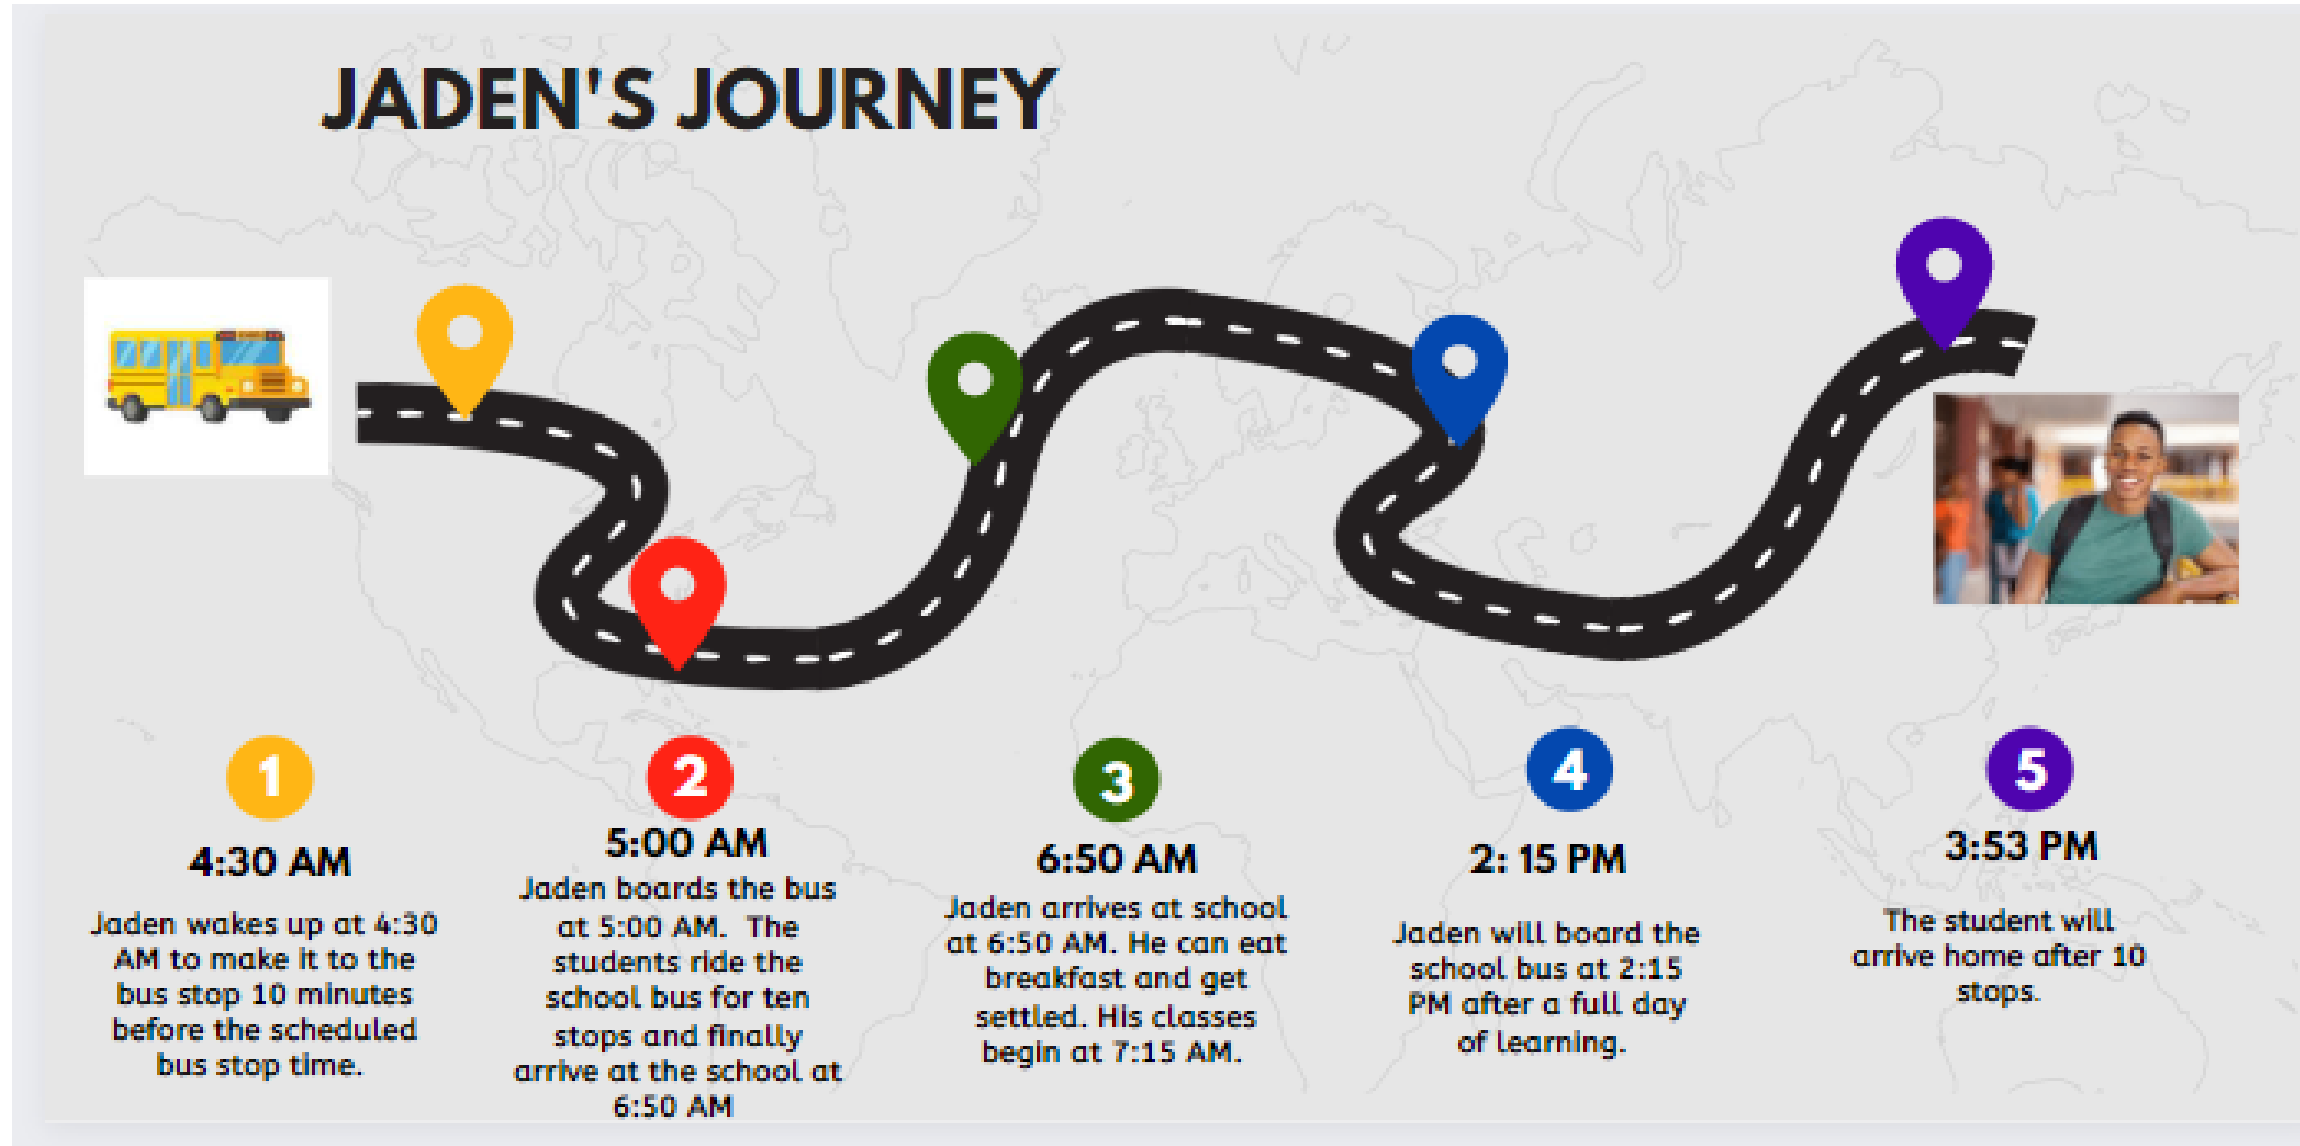 JADEN'S JOURNEY
1
4:30 AM
Jaden wakes up at 4:30
AM to make it to the
bus stop 10 minutes
before the scheduled
bus stop time.
2
5:00 AM
Jaden boards the bus
at 5:00 AM. The
students ride the
school bus for ten
stops and finally
arrive at the school at
6:50 AM
3
6:50 AM
Jaden arrives at school
at 6:50 AM. He can eat
breakfast and get
settled. His classes
begin at 7:15 AM.
4
2: 15 PM
Jaden will board the
school bus at 2:15
PM after a full day
of learning.
5
3:53 PM
The student will
arrive home after 10
stops.